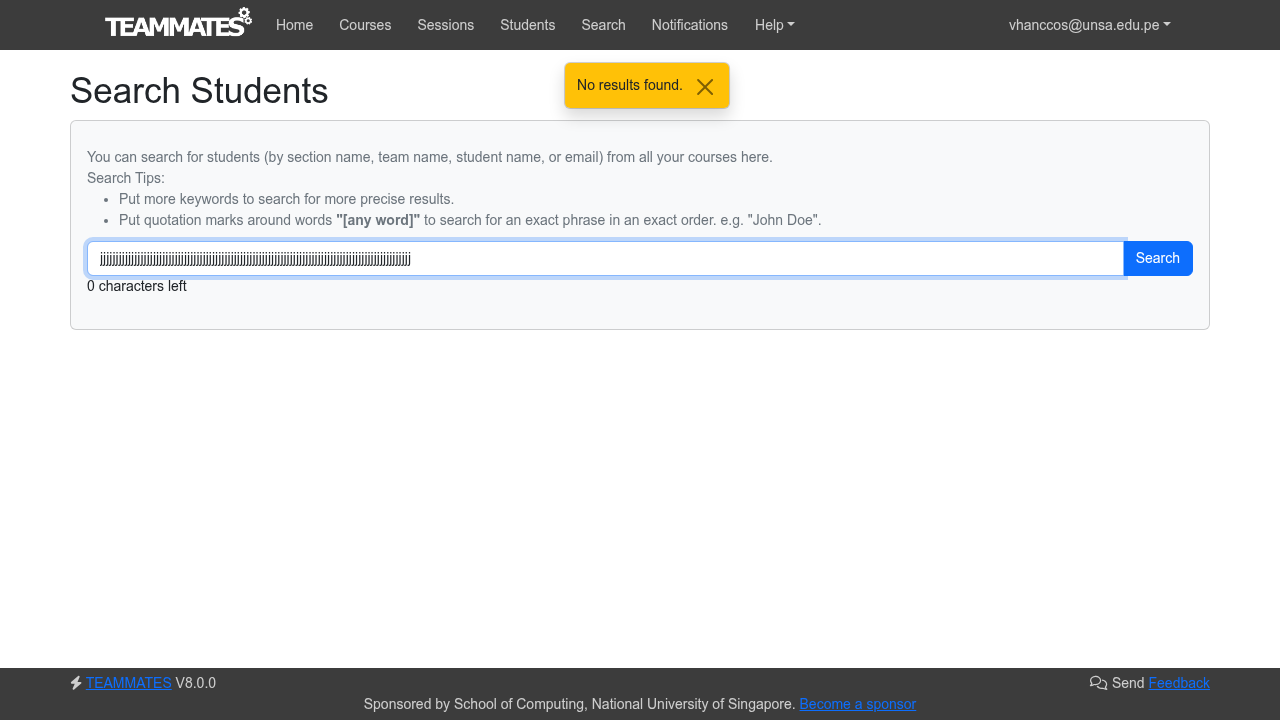 TEAMMATES Home Courses Sessions Students Search Notifications Help vhanccos@unsa.edu.pe
No results found.
Search Students
You can search for students (by section name, team name, student name, or email) from all your courses here.
Search Tips:
• Put more keywords to search for more precise results.
• Put quotation marks around words "[any word]" to search for an exact phrase in an exact order. e.g. "John Doe".
jjjjjjjjjjjjjjjjjjjjjjjjjjjjjjjjjjjjjjjjjjjjjjjjjjjjjjjjjjjjjjjjjjjjjjjjjjjjjjjjjjjjjjjjjjjjjjjjjjjj Search
0 characters left
TEAMMATES V8.0.0 Send Feedback
Sponsored by School of Computing, National University of Singapore. Become a sponsor